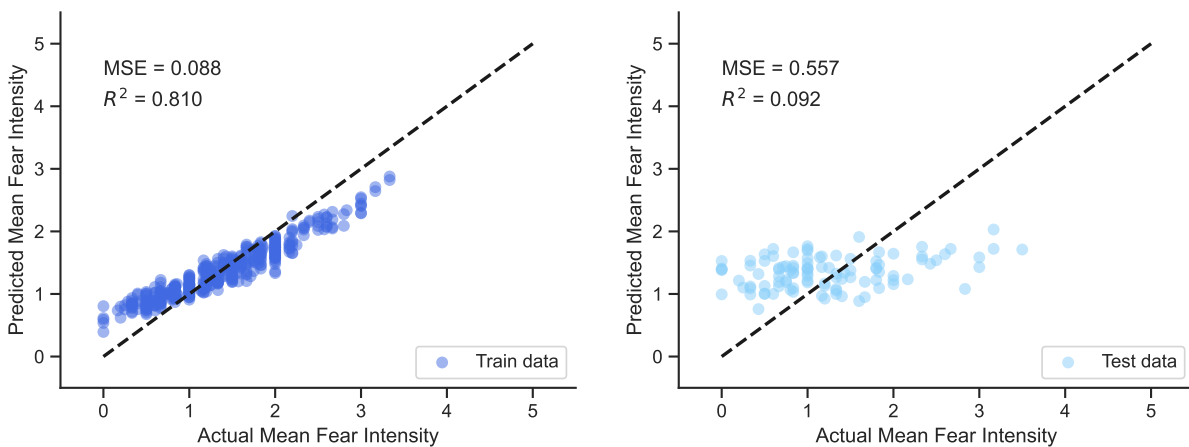 Predicted Mean Fear Intensity
5
4
3
2
1
0
MSE = 0.088
R² = 0.810
Train data
0 1 2 3 4 5
Actual Mean Fear Intensity
Predicted Mean Fear Intensity
5
4
3
2
1
0
MSE = 0.557
R² = 0.092
Test data
0 1 2 3 4 5
Actual Mean Fear Intensity